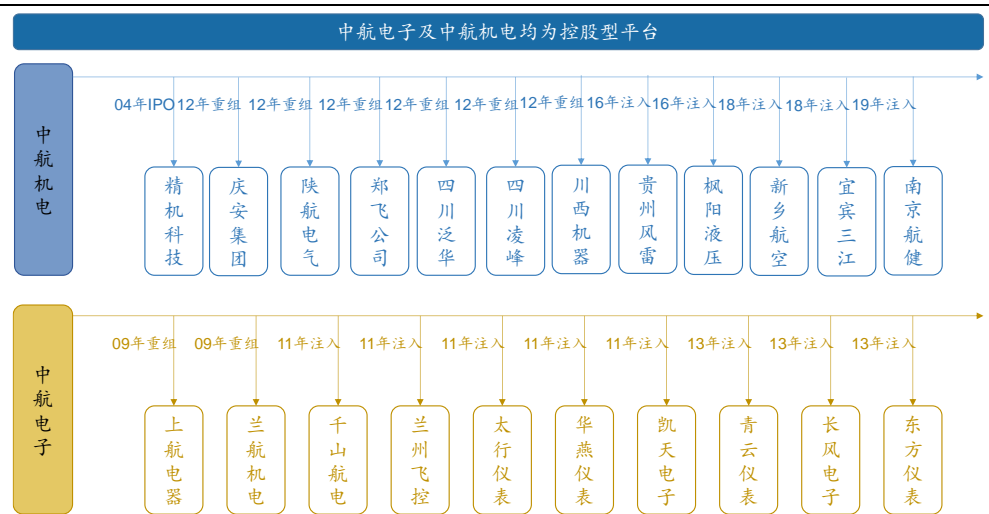 中航电子及中航机电均为控股型平台
中航机电
04年IPO 12年重组 12年重组 12年重组 12年重组 12年重组 12年重组 16年注入 16年注入 18年注入 18年注入 19年注入
精机科技 庆安集团 陕航电气 郑飞公司 四川泛华 四川凌峰 川西机器 贵州风雷 枫阳液压 新乡航空 宜宾三江 南京航健
中航电子
09年重组 09年重组 11年注入 11年注入 11年注入 11年注入 11年注入 13年注入 13年注入 13年注入
上航电器 兰航机电 千山航电 兰州飞控 太行仪表 华燕仪表 凯天电子 青云仪表 长风电子 东方仪表